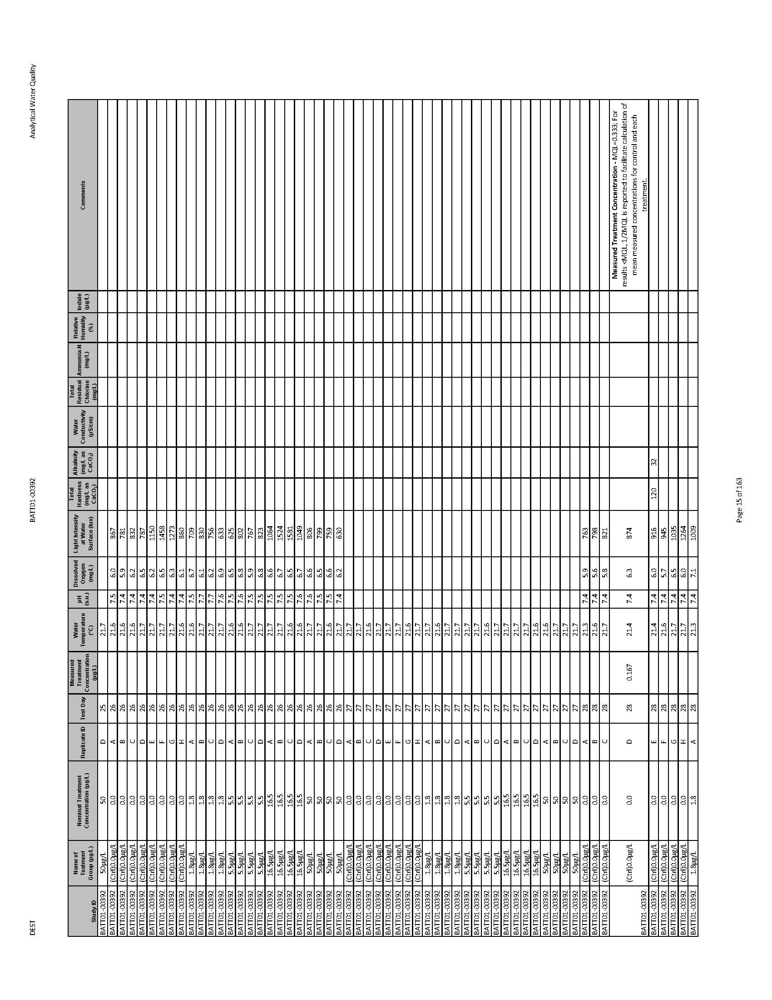 DEST BATT01-00392 Analytical Water Quality
Study ID Name of Teatment Group (µg/L) Nominal Treatment Concentration (µg/L) Replicate ID Test Day Measured Treatment Concentration (µg/L) Water Temperature (°C) pH (s.u.) Dissolved Oxygen (mg/L) Light Intensity at Water Surface (lux) Total Hardness (mg/L as CaCO₃) Alkalinity (mg/L as CaCO₃) Water Conductivity (µS/cm) Total Residual Chlorine (mg/L) Ammonia-N (mg/L) Relative Humidity (%) Iodide (µg/L) Comments
BATT01-00392 50µg/L 50 D 25 21.7
BATT01-00392 (Ctrl)0.0µg/L 0.0 A 26 21.6 7.5 6.0 867
BATT01-00392 (Ctrl)0.0µg/L 0.0 B 26 21.6 7.4 5.9 781
BATT01-00392 (Ctrl)0.0µg/L 0.0 C 26 21.6 7.4 6.2 832
BATT01-00392 (Ctrl)0.0µg/L 0.0 D 26 21.7 7.4 6.5 787
BATT01-00392 (Ctrl)0.0µg/L 0.0 E 26 21.7 7.4 6.2 1150
BATT01-00392 (Ctrl)0.0µg/L 0.0 F 26 21.7 7.5 6.5 1458
BATT01-00392 (Ctrl)0.0µg/L 0.0 G 26 21.7 7.4 6.3 1273
BATT01-00392 (Ctrl)0.0µg/L 0.0 H 26 21.6 7.4 6.1 860
BATT01-00392 1.8µg/L 1.8 A 26 21.6 7.5 6.7 709
BATT01-00392 1.8µg/L 1.8 B 26 21.7 7.7 6.1 830
BATT01-00392 1.8µg/L 1.8 C 26 21.7 7.7 6.2 756
BATT01-00392 1.8µg/L 1.8 D 26 21.7 7.6 6.9 633
BATT01-00392 5.5µg/L 5.5 A 26 21.6 7.5 6.5 625
BATT01-00392 5.5µg/L 5.5 B 26 21.6 7.6 6.8 802
BATT01-00392 5.5µg/L 5.5 C 26 21.7 7.5 5.9 767
BATT01-00392 5.5µg/L 5.5 D 26 21.7 7.5 6.8 823
BATT01-00392 16.5µg/L 16.5 A 26 21.7 7.5 6.6 1064
BATT01-00392 16.5µg/L 16.5 B 26 21.7 7.5 6.7 1524
BATT01-00392 16.5µg/L 16.5 C 26 21.6 7.5 6.5 1581
BATT01-00392 16.5µg/L 16.5 D 26 21.6 7.6 6.7 1049
BATT01-00392 50µg/L 50 A 26 21.7 7.6 6.6 806
BATT01-00392 50µg/L 50 B 26 21.7 7.5 6.5 799
BATT01-00392 50µg/L 50 C 26 21.6 7.5 6.6 759
BATT01-00392 50µg/L 50 D 26 21.7 7.4 6.2 630
BATT01-00392 (Ctrl)0.0µg/L 0.0 A 27 21.7
BATT01-00392 (Ctrl)0.0µg/L 0.0 B 27 21.7
BATT01-00392 (Ctrl)0.0µg/L 0.0 C 27 21.6
BATT01-00392 (Ctrl)0.0µg/L 0.0 D 27 21.7
BATT01-00392 (Ctrl)0.0µg/L 0.0 E 27 21.7
BATT01-00392 (Ctrl)0.0µg/L 0.0 F 27 21.7
BATT01-00392 (Ctrl)0.0µg/L 0.0 G 27 21.6
BATT01-00392 (Ctrl)0.0µg/L 0.0 H 27 21.7
BATT01-00392 1.8µg/L 1.8 A 27 21.7
BATT01-00392 1.8µg/L 1.8 B 27 21.6
BATT01-00392 1.8µg/L 1.8 C 27 21.7
BATT01-00392 1.8µg/L 1.8 D 27 21.7
BATT01-00392 5.5µg/L 5.5 A 27 21.7
BATT01-00392 5.5µg/L 5.5 B 27 21.7
BATT01-00392 5.5µg/L 5.5 C 27 21.6
BATT01-00392 5.5µg/L 5.5 D 27 21.7
BATT01-00392 16.5µg/L 16.5 A 27 21.7
BATT01-00392 16.5µg/L 16.5 B 27 21.7
BATT01-00392 16.5µg/L 16.5 C 27 21.7
BATT01-00392 16.5µg/L 16.5 D 27 21.6
BATT01-00392 50µg/L 50 A 27 21.6
BATT01-00392 50µg/L 50 B 27 21.7
BATT01-00392 50µg/L 50 C 27 21.7
BATT01-00392 50µg/L 50 D 27 21.7
BATT01-00392 (Ctrl)0.0µg/L 0.0 A 28 21.3 7.4 5.9 763
BATT01-00392 (Ctrl)0.0µg/L 0.0 B 28 21.6 7.4 5.6 798
BATT01-00392 (Ctrl)0.0µg/L 0.0 C 28 21.7 7.4 5.8 821
BATT01-00392 (Ctrl)0.0µg/L 0.0 D 28 0.167 21.4 7.4 6.3 874 Measured Treatment Concentration - MQL=0.333; For
results <MQL, 1/2MQL is reported to facilitate calculation of
mean measured concentrations for control and each
treatment.
BATT01-00392 (Ctrl)0.0µg/L 0.0 E 28 21.4 7.4 6.0 916 120 32
BATT01-00392 (Ctrl)0.0µg/L 0.0 F 28 21.6 7.4 5.7 945
BATT01-00392 (Ctrl)0.0µg/L 0.0 G 28 21.7 7.4 6.5 1035
BATT01-00392 (Ctrl)0.0µg/L 0.0 H 28 21.7 7.4 6.0 1264
BATT01-00392 1.8µg/L 1.8 A 28 21.3 7.4 7.1 1009
Page 15 of 163